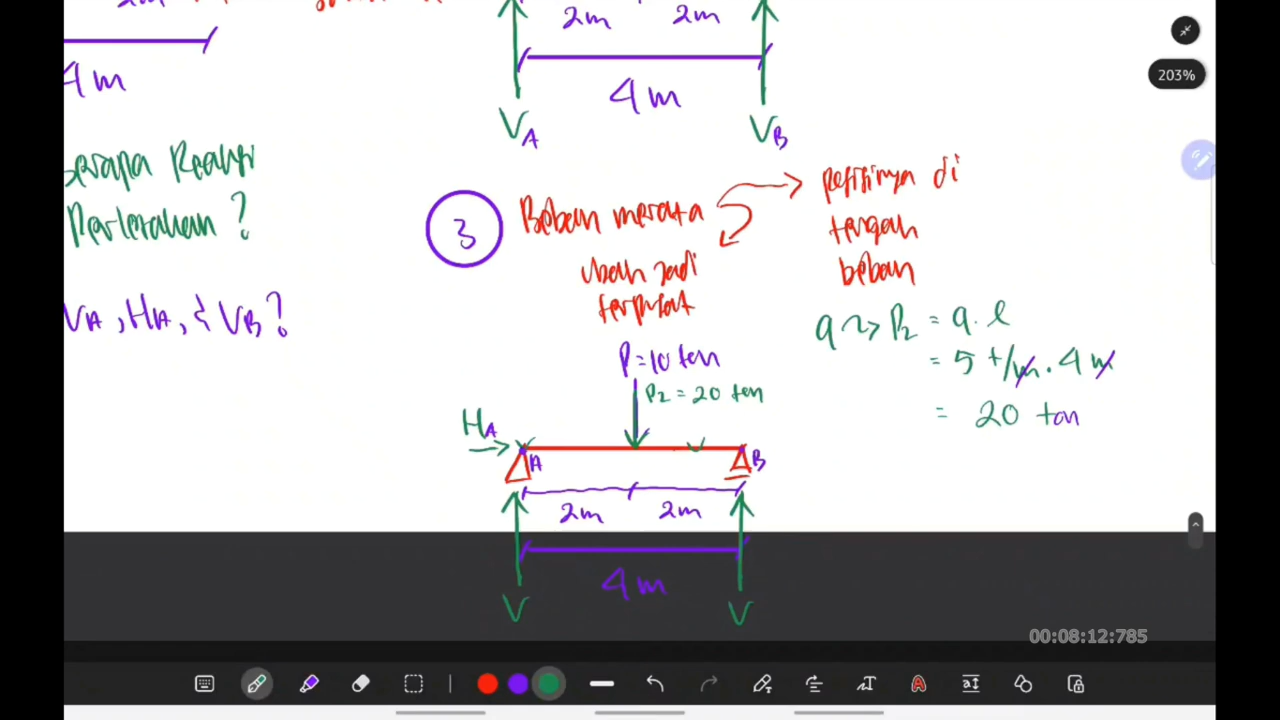 2m 2m
4m
4m
VA VB
Berapa Reaksi
Perletakan ?
VA, HA, & VB?
3
Beban merata
posisinya di
tengah
beban
ubah jadi
terpusat
q ~> P2 = q. l
= 5 t/m . 4 m
= 20 ton
P=10 ton
P2 = 20 ton
HA
A B
2m 2m
4m
V V
203%
00:08:12:785